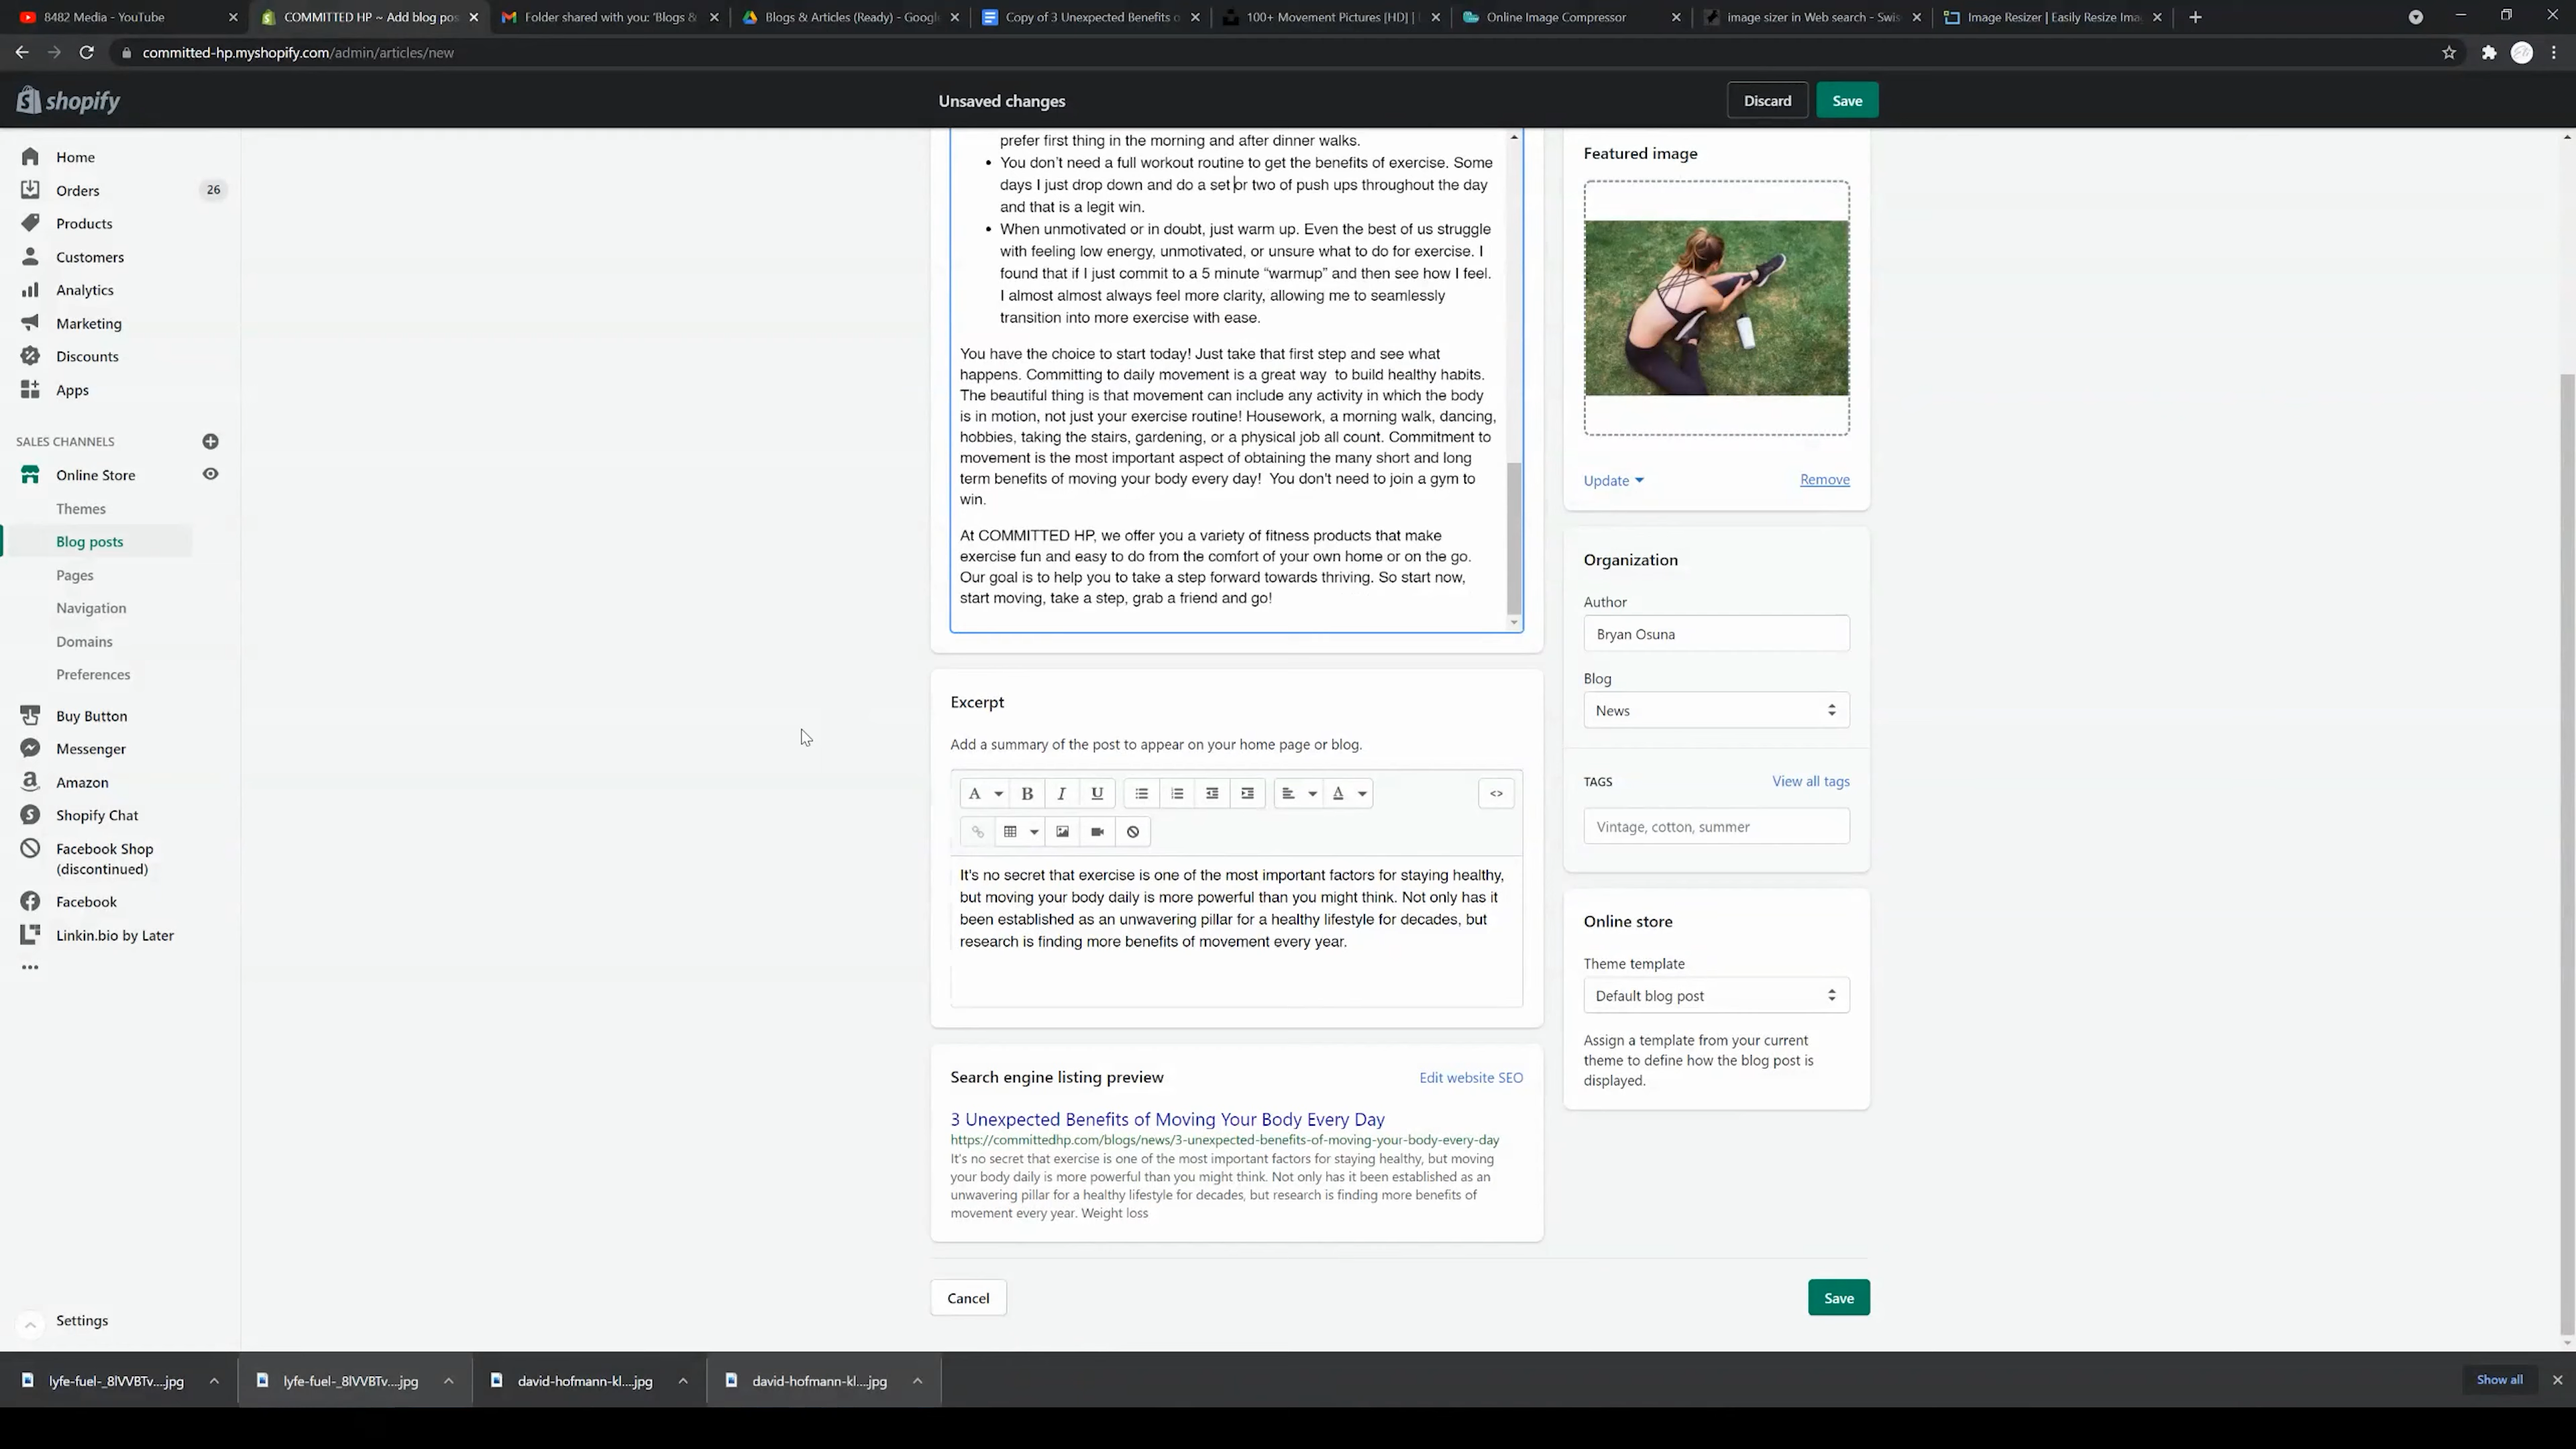 8482 Media - YouTube
COMMITTED HP ~ Add blog pos
Folder shared with you: 'Blogs &
Blogs & Articles (Ready) - Googl
Copy of 3 Unexpected Benefits o
100+ Movement Pictures [HD] |
Online Image Compressor
image sizer in Web search - Swis
Image Resizer | Easily Resize Ima
committed-hp.myshopify.com/admin/articles/new
shopify
Unsaved changes
Discard
Save
Home
Orders
26
Products
Customers
Analytics
Marketing
Discounts
Apps
SALES CHANNELS
Online Store
Themes
Blog posts
Pages
Navigation
Domains
Preferences
Buy Button
Messenger
Amazon
Shopify Chat
Facebook Shop
(discontinued)
Facebook
Linkin.bio by Later
Settings
prefer first thing in the morning and after dinner walks.
• You don't need a full workout routine to get the benefits of exercise. Some
days I just drop down and do a set or two of push ups throughout the day
and that is a legit win.
• When unmotivated or in doubt, just warm up. Even the best of us struggle
with feeling low energy, unmotivated, or unsure what to do for exercise. I
found that if I just commit to a 5 minute “warmup” and then see how I feel.
I almost almost always feel more clarity, allowing me to seamlessly
transition into more exercise with ease.
You have the choice to start today! Just take that first step and see what
happens. Committing to daily movement is a great way  to build healthy habits.
The beautiful thing is that movement can include any activity in which the body
is in motion, not just your exercise routine! Housework, a morning walk, dancing,
hobbies, taking the stairs, gardening, or a physical job all count. Commitment to
movement is the most important aspect of obtaining the many short and long
term benefits of moving your body every day!  You don't need to join a gym to
win.
At COMMITTED HP, we offer you a variety of fitness products that make
exercise fun and easy to do from the comfort of your own home or on the go.
Our goal is to help you to take a step forward towards thriving. So start now,
start moving, take a step, grab a friend and go!
Excerpt
Add a summary of the post to appear on your home page or blog.
A
B
I
U
A
<>
It's no secret that exercise is one of the most important factors for staying healthy,
but moving your body daily is more powerful than you might think. Not only has it
been established as an unwavering pillar for a healthy lifestyle for decades, but
research is finding more benefits of movement every year.
Search engine listing preview
Edit website SEO
3 Unexpected Benefits of Moving Your Body Every Day
https://committedhp.com/blogs/news/3-unexpected-benefits-of-moving-your-body-every-day
It's no secret that exercise is one of the most important factors for staying healthy, but moving
your body daily is more powerful than you might think. Not only has it been established as an
unwavering pillar for a healthy lifestyle for decades, but research is finding more benefits of
movement every year. Weight loss
Cancel
Save
Featured image
Update
Remove
Organization
Author
Bryan Osuna
Blog
News
TAGS
View all tags
Vintage, cotton, summer
Online store
Theme template
Default blog post
Assign a template from your current
theme to define how the blog post is
displayed.
lyfe-fuel-_8lVVBTv....jpg
lyfe-fuel-_8lVVBTv....jpg
david-hofmann-kl....jpg
david-hofmann-kl....jpg
Show all